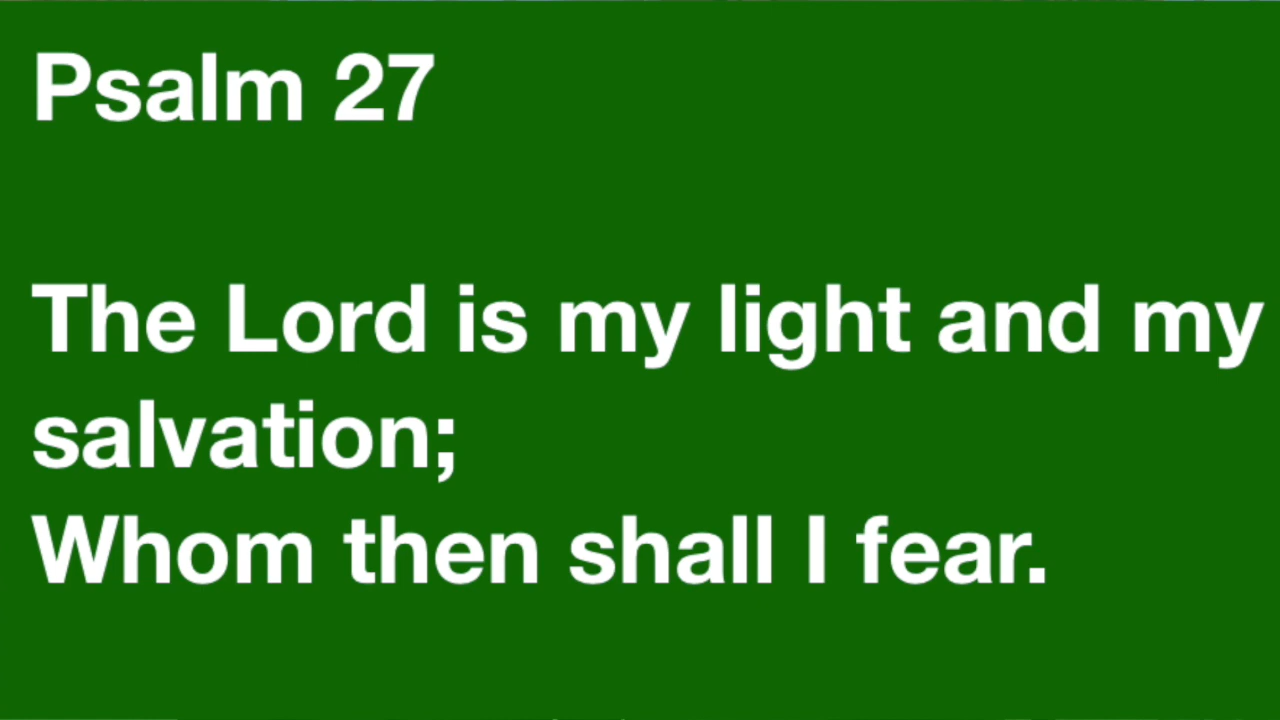 Psalm 27
The Lord is my light and my
salvation;
Whom then shall I fear.